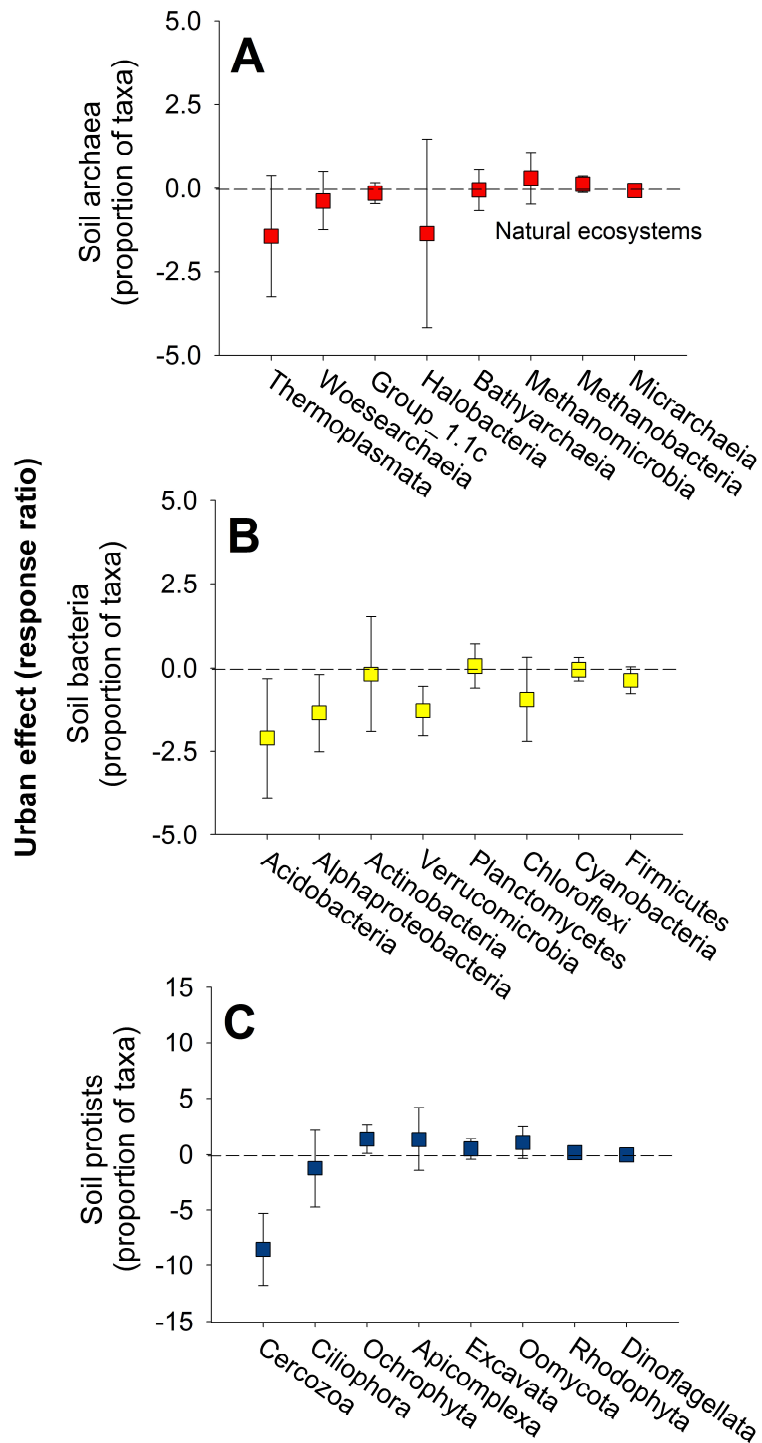 Urban effect (response ratio)
A
Soil archaea
(proportion of taxa)
5.0
2.5
0.0
-2.5
-5.0
Natural ecosystems
Thermoplasmata
Woesearchaeia
Group_1.1c
Halobacteria
Bathyarchaeia
Methanomicrobia
Methanobacteria
Micrarchaeia
B
Soil bacteria
(proportion of taxa)
5.0
2.5
0.0
-2.5
-5.0
Acidobacteria
Alphaproteobacteria
Actinobacteria
Verrucomicrobia
Planctomycetes
Chloroflexi
Cyanobacteria
Firmicutes
C
Soil protists
(proportion of taxa)
15
10
5
0
-5
-10
-15
Cercozoa
Ciliophora
Ochrophyta
Apicomplexa
Excavata
Oomycota
Rhodophyta
Dinoflagellata